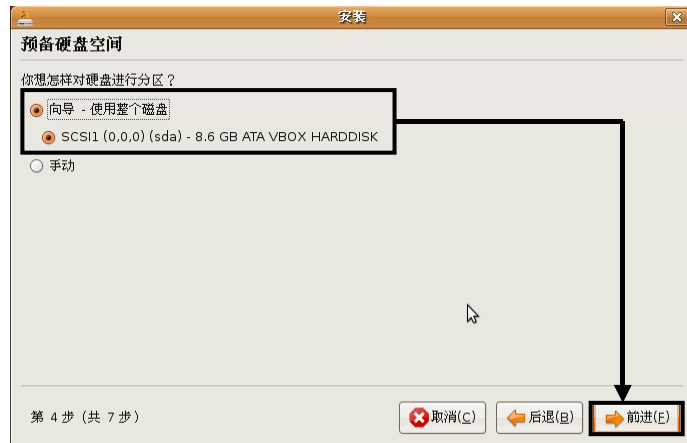 安装
预备硬盘空间
你想怎样对硬盘进行分区？
向导 - 使用整个磁盘
SCSI1 (0,0,0) (sda) - 8.6 GB ATA VBOX HARDDISK
手动
第 4 步 (共 7 步)
取消(C) 后退(B) 前进(F)